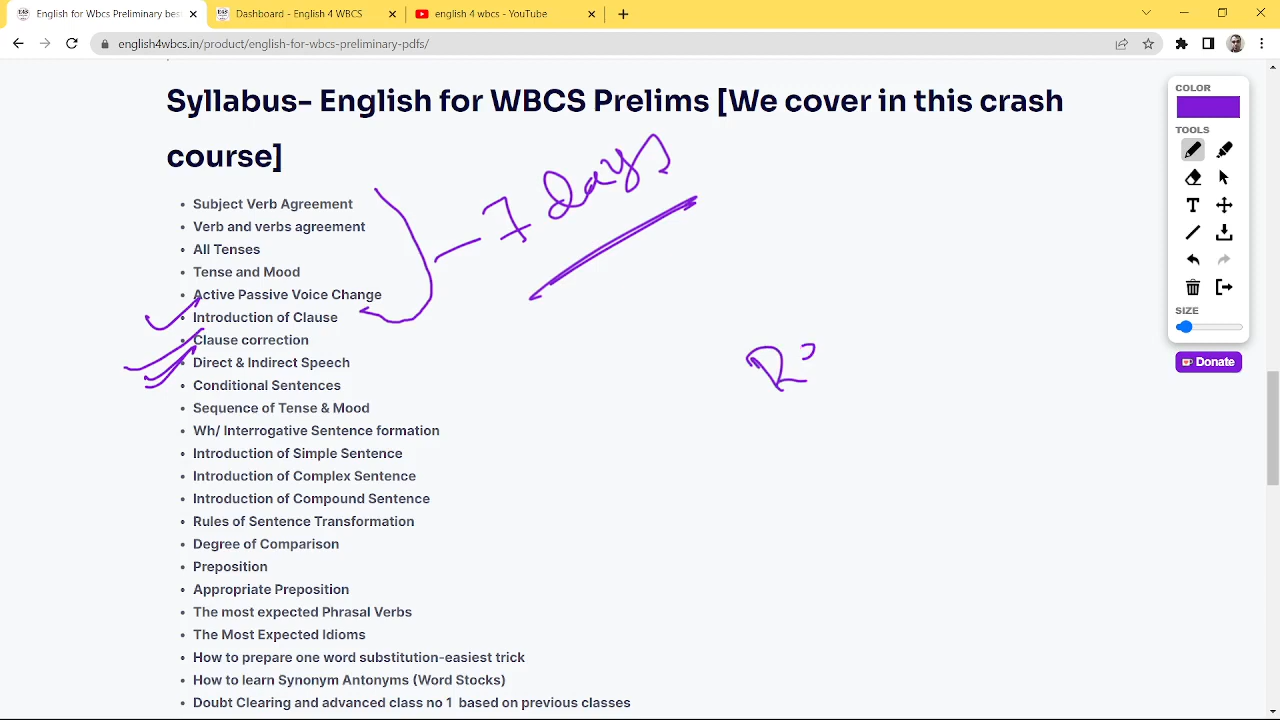 English for WBCS Preliminary bes
Dashboard - English 4 WBCS
english 4 wbcs - YouTube
english4wbcs.in/product/english-for-wbcs-preliminary-pdfs/
Syllabus- English for WBCS Prelims [We cover in this crash
course]
COLOR
TOOLS
T
SIZE
Donate
Subject Verb Agreement
Verb and verbs agreement
All Tenses
Tense and Mood
Active Passive Voice Change
Introduction of Clause
Clause correction
Direct & Indirect Speech
Conditional Sentences
Sequence of Tense & Mood
Wh/ Interrogative Sentence formation
Introduction of Simple Sentence
Introduction of Complex Sentence
Introduction of Compound Sentence
Rules of Sentence Transformation
Degree of Comparison
Preposition
Appropriate Preposition
The most expected Phrasal Verbs
The Most Expected Idioms
How to prepare one word substitution-easiest trick
How to learn Synonym Antonyms (Word Stocks)
Doubt Clearing and advanced class no 1 based on previous classes
7 days